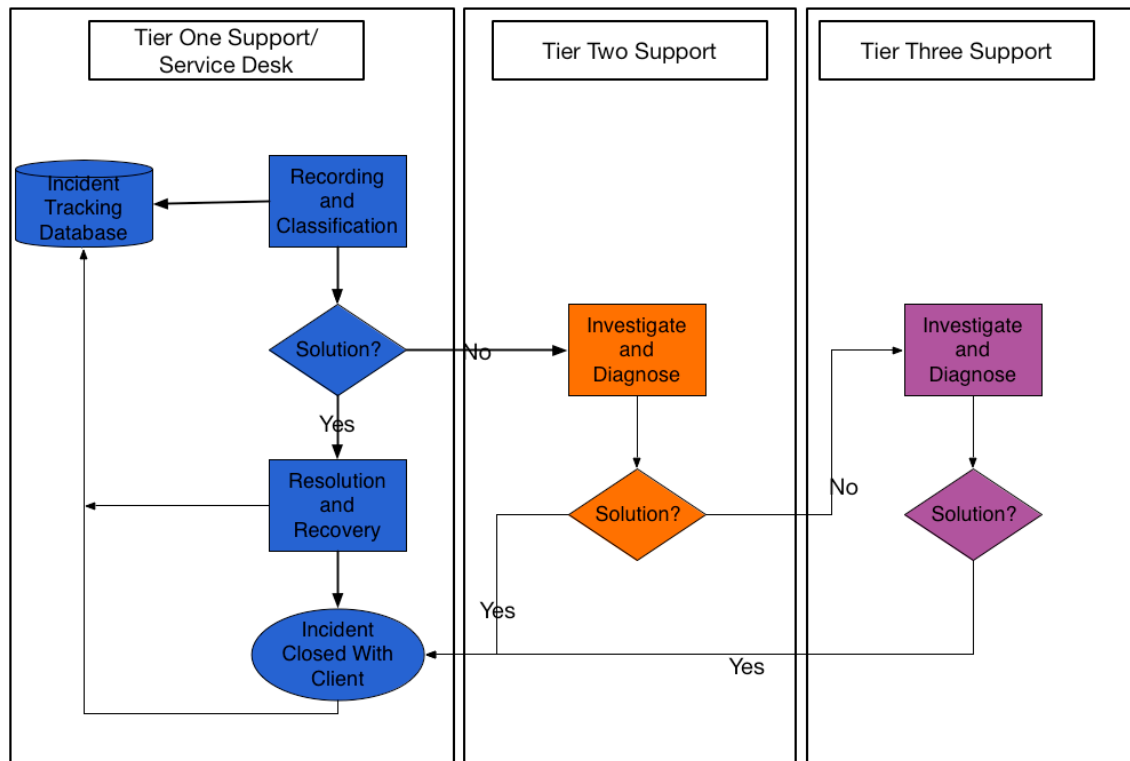 Tier One Support/
Service Desk
Tier Two Support
Tier Three Support
Incident
Tracking
Database
Recording
and
Classification
Solution?
No
Yes
Resolution
and
Recovery
Incident
Closed With
Client
Investigate
and
Diagnose
Solution?
Yes
No
Investigate
and
Diagnose
Solution?
Yes